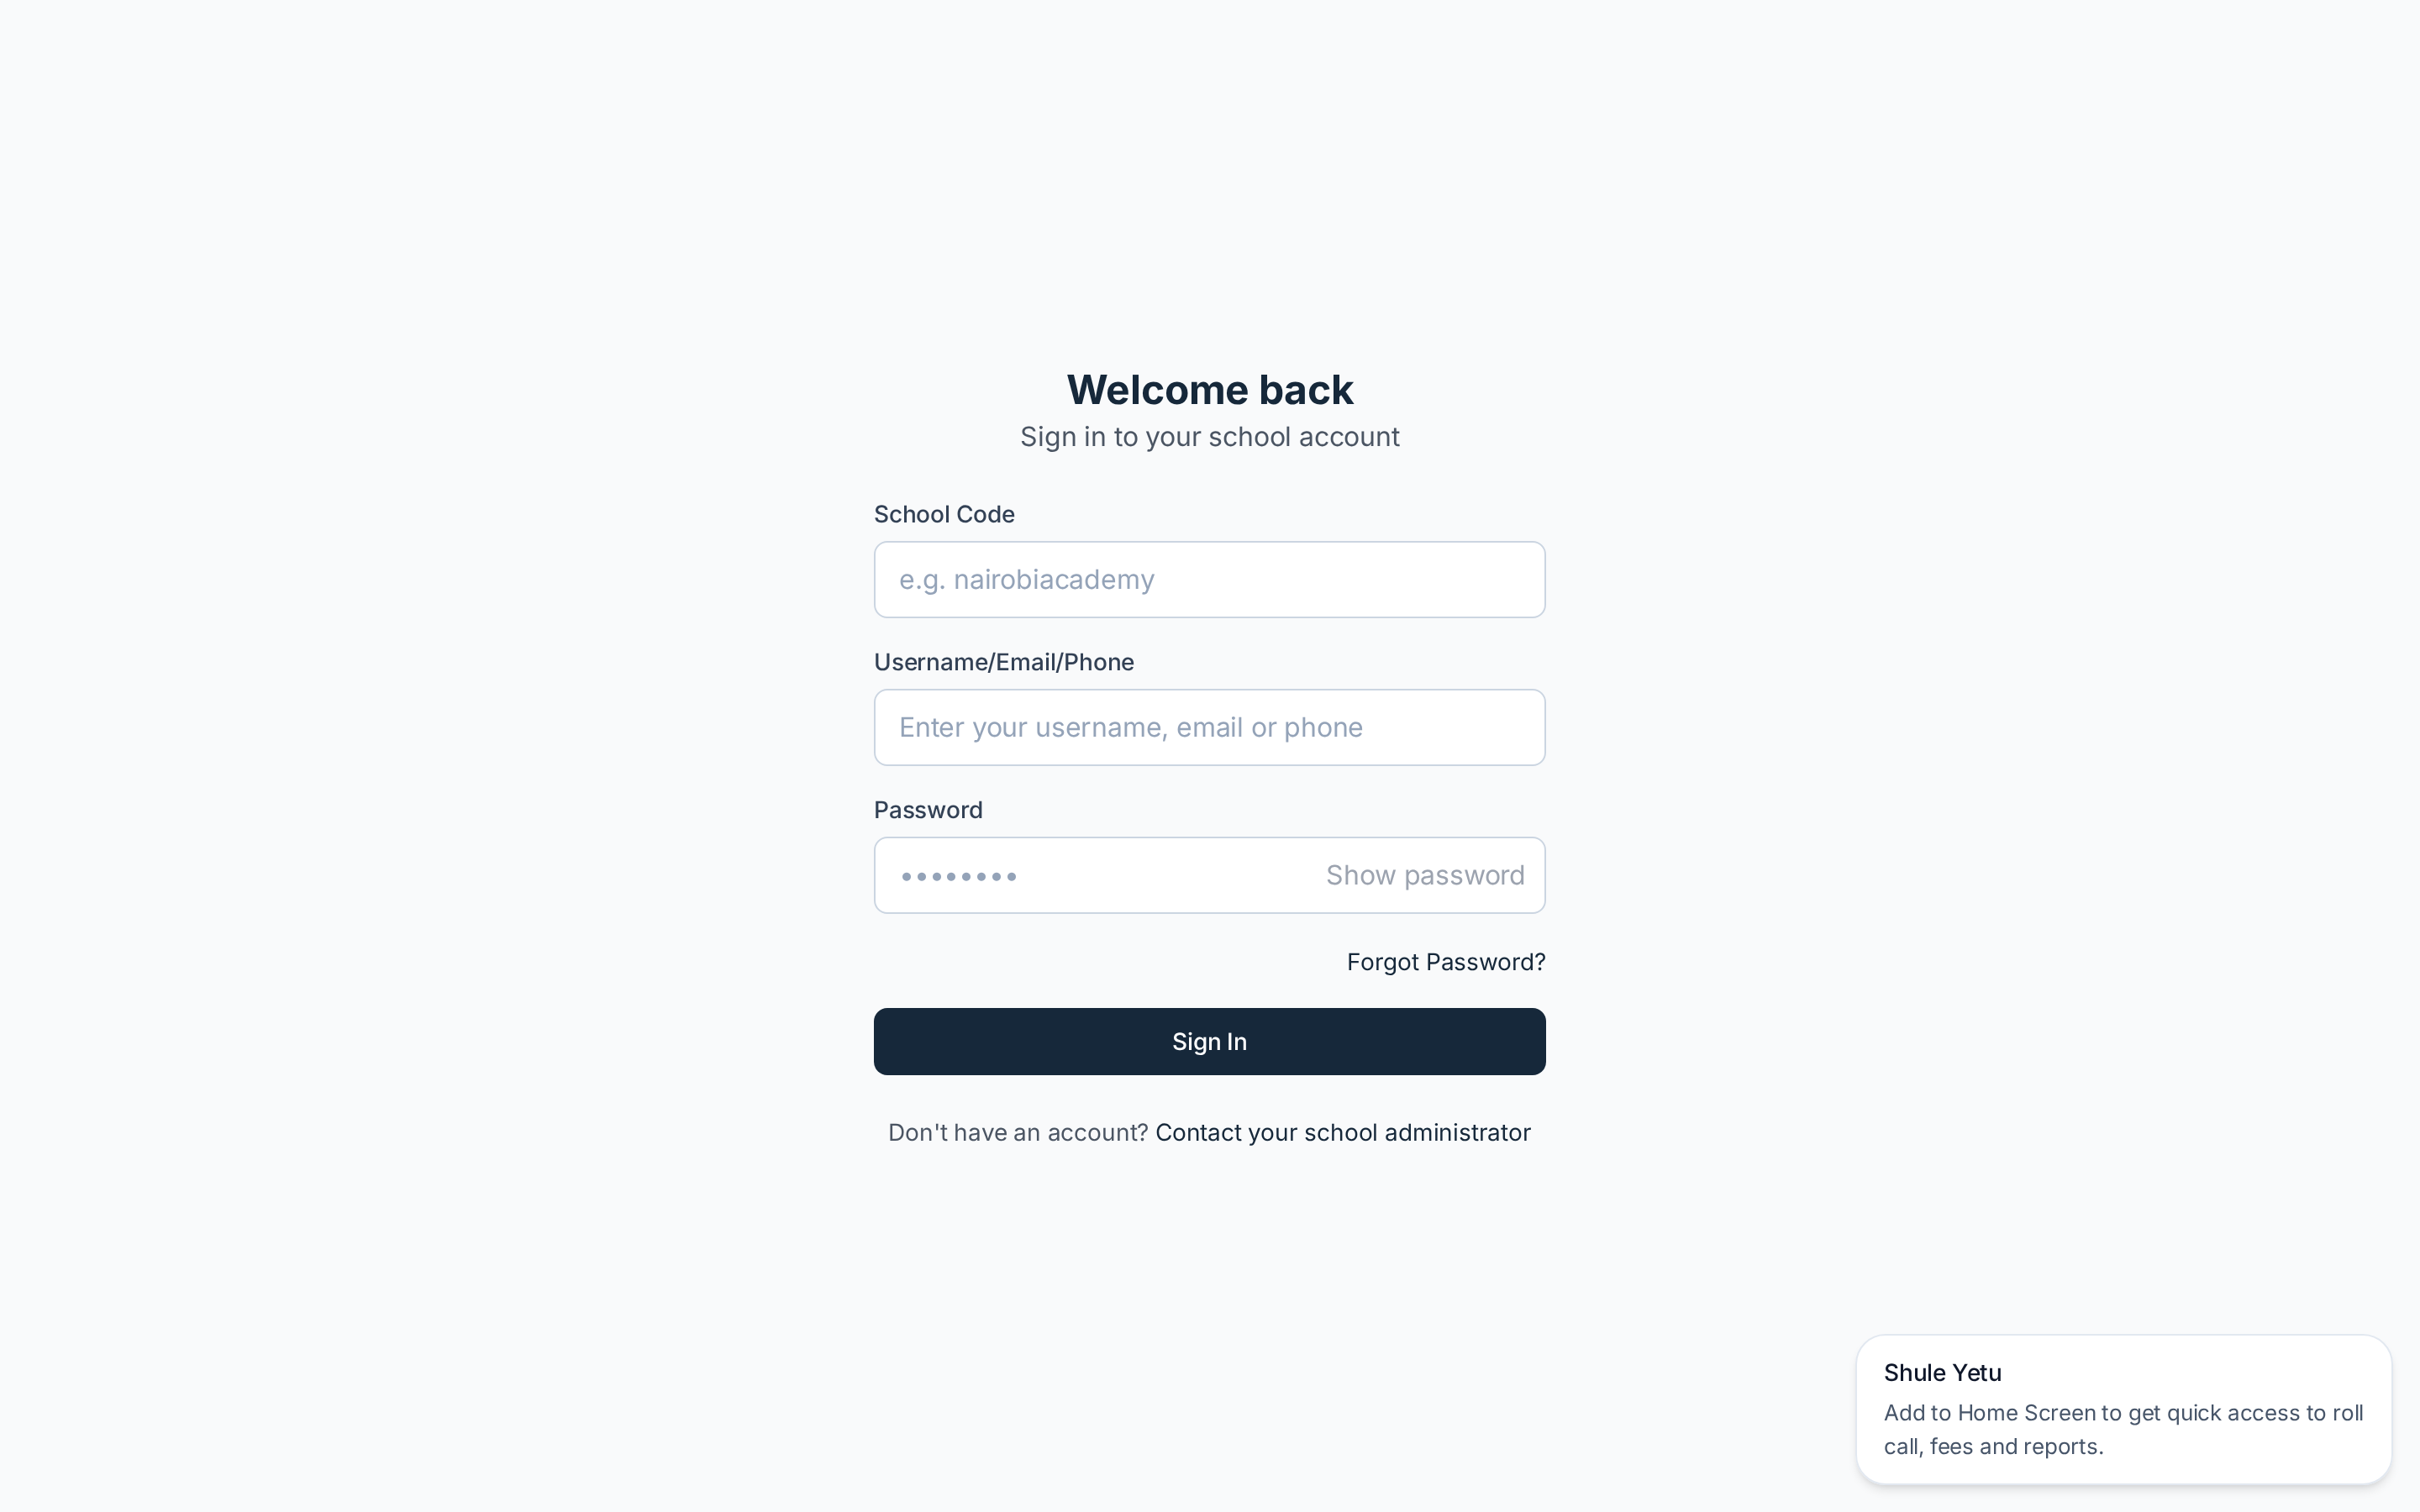 Welcome back
Sign in to your school account
School Code
e.g. nairobiacademy
Username/Email/Phone
Enter your username, email or phone
Password
•••••••• Show password
Forgot Password?
Sign In
Don't have an account? Contact your school administrator
Shule Yetu
Add to Home Screen to get quick access to roll
call, fees and reports.